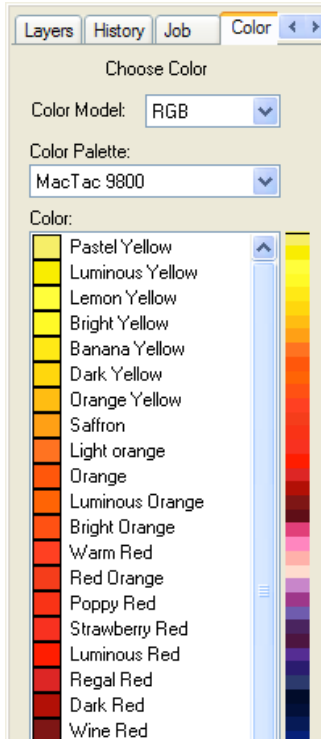 Layers History Job Color
Choose Color
Color Model: RGB
Color Palette:
MacTac 9800
Color:
Pastel Yellow
Luminous Yellow
Lemon Yellow
Bright Yellow
Banana Yellow
Dark Yellow
Orange Yellow
Saffron
Light orange
Orange
Luminous Orange
Bright Orange
Warm Red
Red Orange
Poppy Red
Strawberry Red
Luminous Red
Regal Red
Dark Red
Wine Red